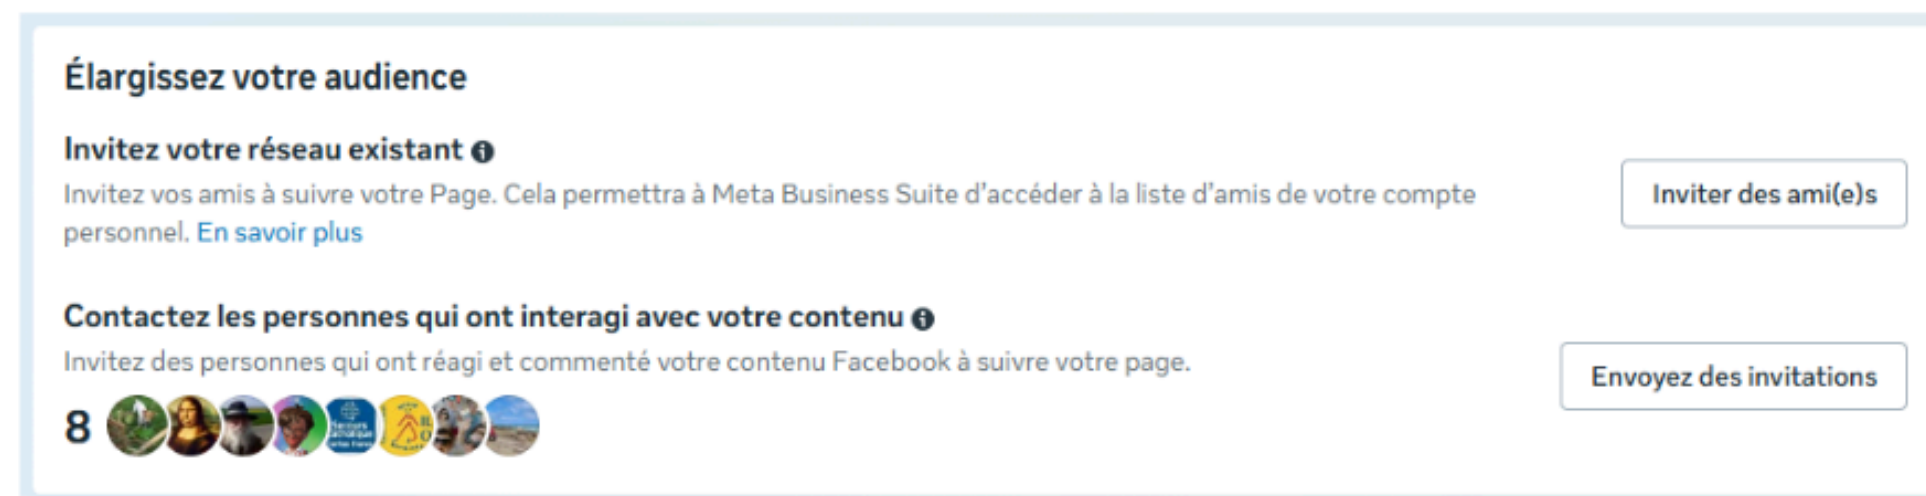 Élargissez votre audience
Invitez votre réseau existant
Invitez vos amis à suivre votre Page. Cela permettra à Meta Business Suite d'accéder à la liste d'amis de votre compte
personnel. En savoir plus
Inviter des ami(e)s
Contactez les personnes qui ont interagi avec votre contenu
Invitez des personnes qui ont réagi et commenté votre contenu Facebook à suivre votre page.
Envoyez des invitations
8